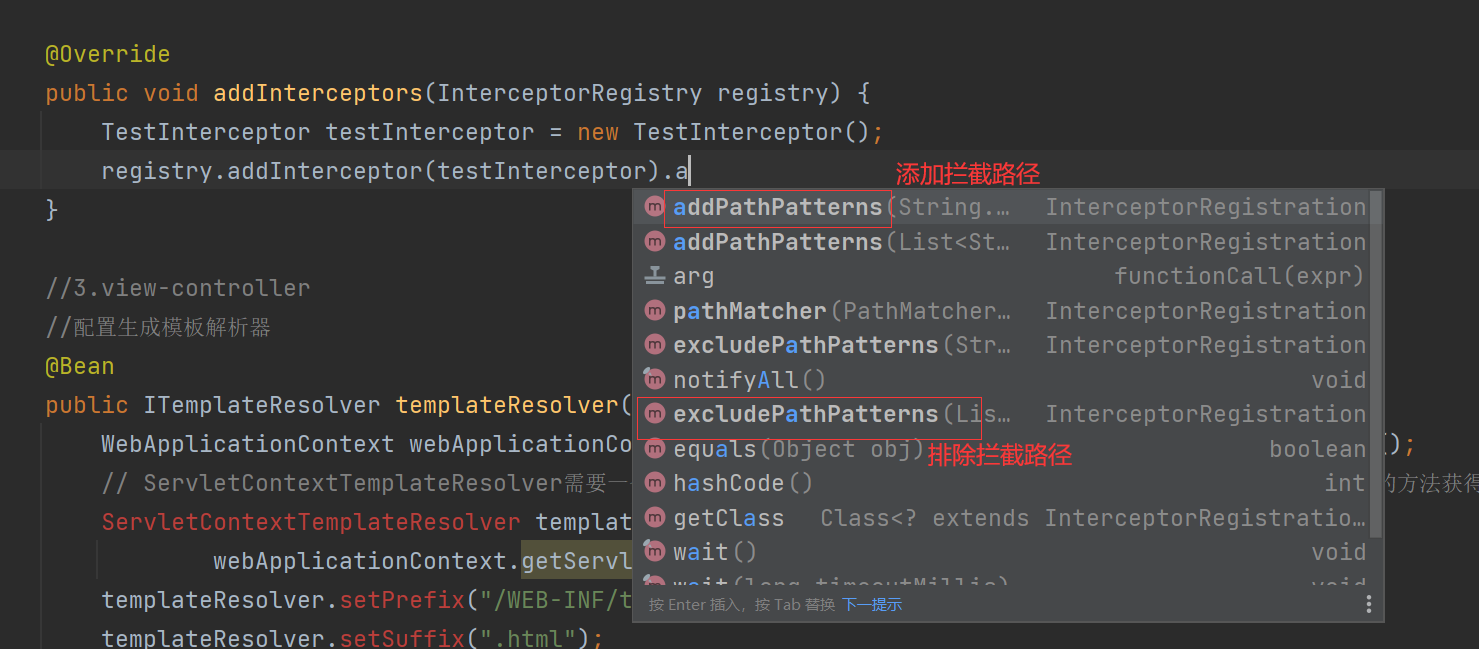 @Override
public void addInterceptors(InterceptorRegistry registry) {
TestInterceptor testInterceptor = new TestInterceptor();
registry.addInterceptor(testInterceptor).a
添加拦截路径
}
addPathPatterns(String.… InterceptorRegistration
addPathPatterns(List<St… InterceptorRegistration
arg functionCall(expr)
pathMatcher(PathMatcher… InterceptorRegistration
excludePathPatterns(Str… InterceptorRegistration
notifyAll() void
excludePathPatterns(Lis… InterceptorRegistration
equals(Object obj) boolean
排除拦截路径
hashCode() int
getClass Class<? extends InterceptorRegistratio…
wait() void
wait(long timeoutMillis) void
按 Enter 插入，按 Tab 替换 下一提示
//3.view-controller
//配置生成模板解析器
@Bean
public ITemplateResolver templateResolver(
WebApplicationContext webApplicationCo );
// ServletContextTemplateResolver需要一 的方法获得
ServletContextTemplateResolver templat
webApplicationContext.getServl
templateResolver.setPrefix("/WEB-INF/t
templateResolver.setSuffix(".html");